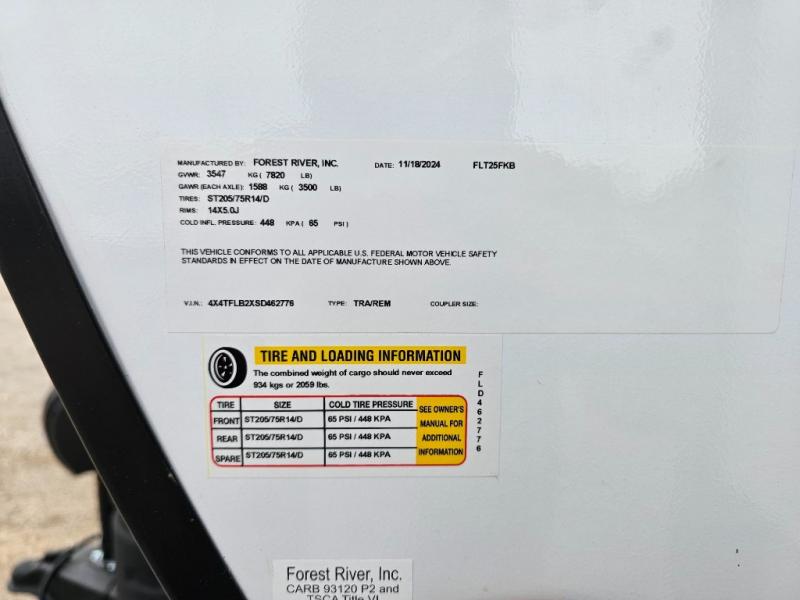 MANUFACTURED BY: FOREST RIVER, INC. DATE: 11/18/2024 FLT25FKB
GVWR: 3547 KG ( 7820 LB)
GAWR (EACH AXLE): 1588 KG ( 3500 LB)
TIRES: ST205/75R14/D
RIMS: 14X5.0J
COLD INFL. PRESSURE: 448 KPA ( 65 PSI )
THIS VEHICLE CONFORMS TO ALL APPLICABLE U.S. FEDERAL MOTOR VEHICLE SAFETY
STANDARDS IN EFFECT ON THE DATE OF MANUFACTURE SHOWN ABOVE.
V.I.N.: 4X4TFLB2XSD462776 TYPE: TRA/REM COUPLER SIZE:
TIRE AND LOADING INFORMATION
The combined weight of cargo should never exceed
934 kgs or 2059 lbs.
TIRE SIZE COLD TIRE PRESSURE SEE OWNER'S
FRONT ST205/75R14/D 65 PSI / 448 KPA MANUAL FOR
REAR ST205/75R14/D 65 PSI / 448 KPA ADDITIONAL
SPARE ST205/75R14/D 65 PSI / 448 KPA INFORMATION
FLD462776
Forest River, Inc.
CARB 93120 P2 and
TSCA Title VI